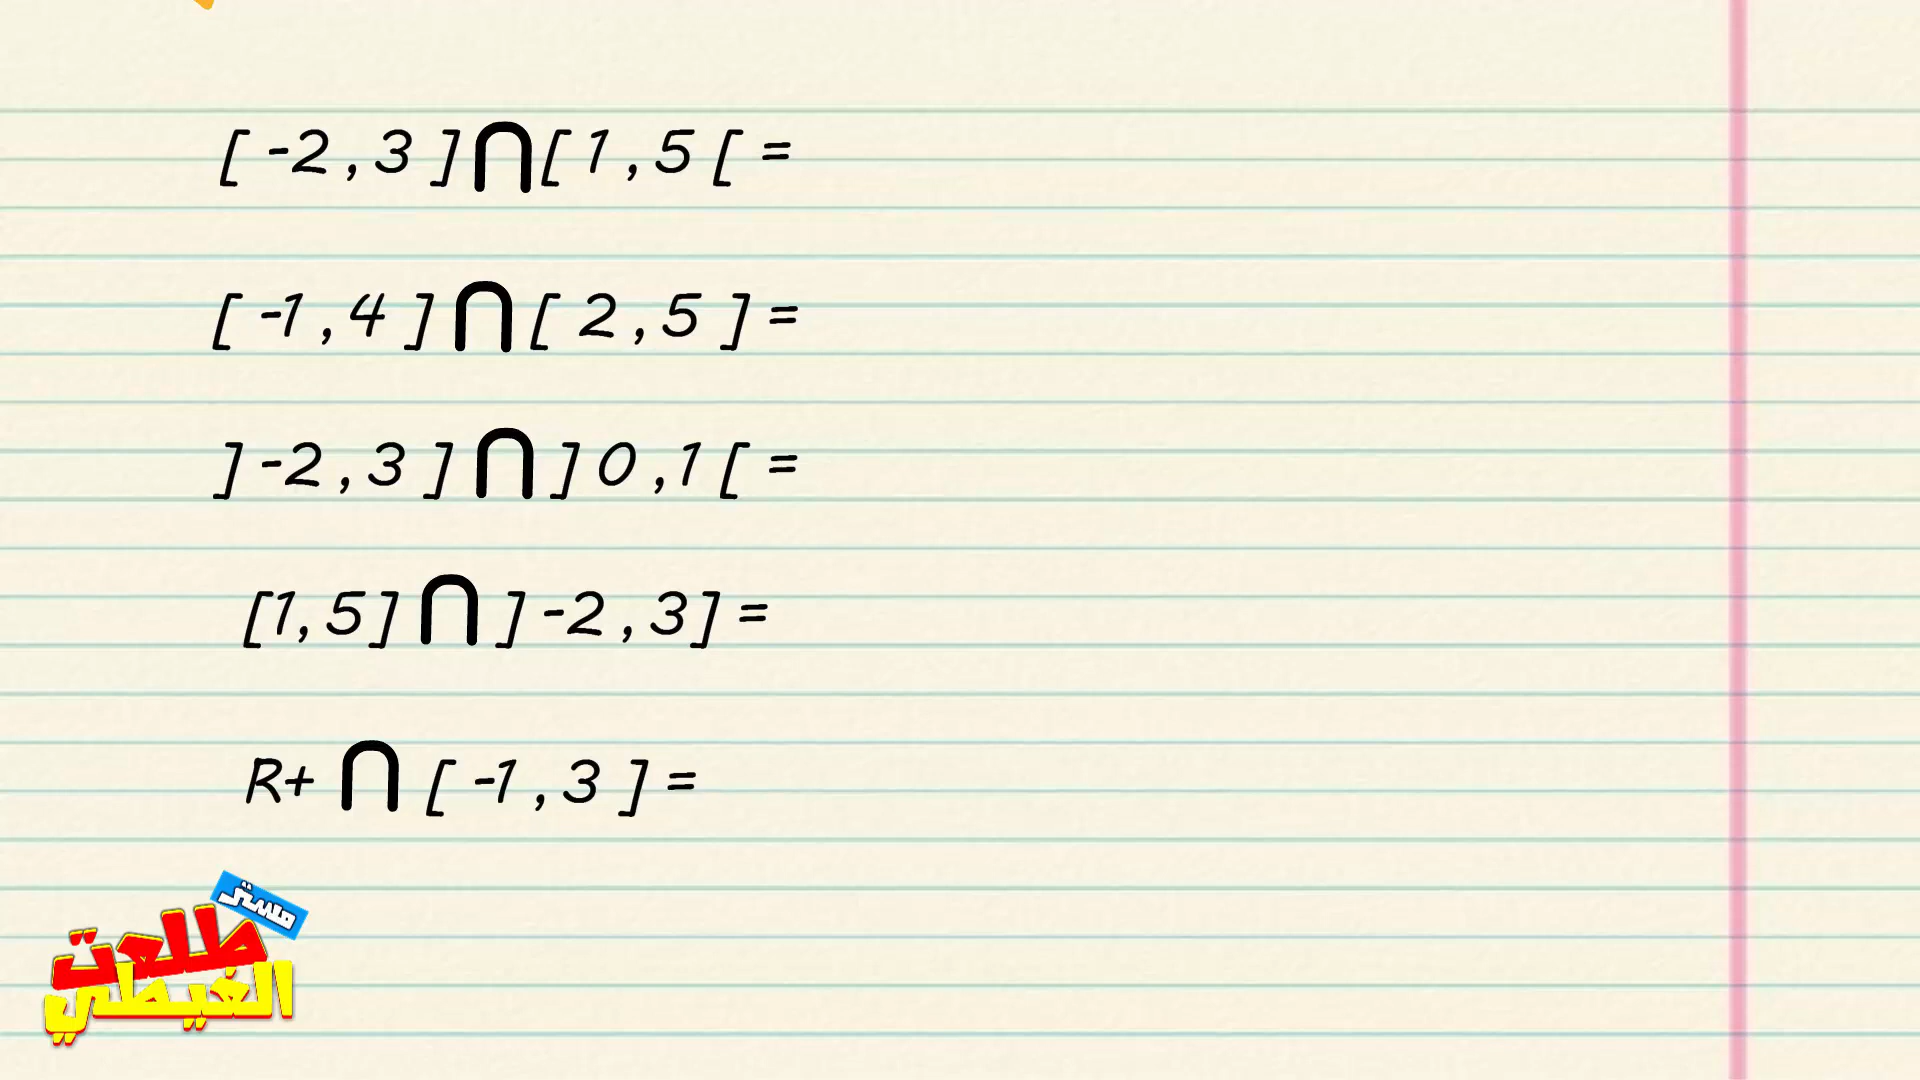 [ -2 , 3 ] ∩ [ 1 , 5 [ =
[ -1 , 4 ] ∩ [ 2 , 5 ] =
] -2 , 3 ] ∩ ] 0 , 1 [ =
[1, 5] ∩ ] -2 , 3] =
R+ ∩ [ -1 , 3 ] =
مستر
طلعت
الغيطي